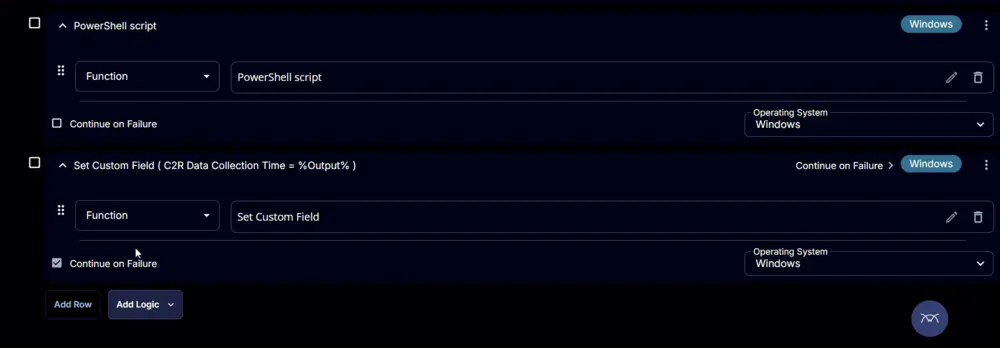 PowerShell script Windows
Function PowerShell script
Operating System
Continue on Failure Windows
Set Custom Field ( C2R Data Collection Time = %Output% ) Continue on Failure Windows
Function Set Custom Field
Operating System
Continue on Failure Windows
Add Row Add Logic